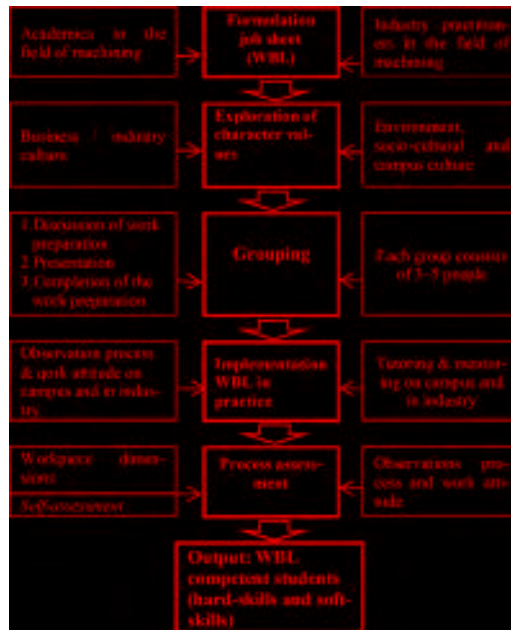 Academics in the
field of machining
Formulation
job sheet
(WBL)
Industry practition-
ers in the field of
machining
Business / industry
culture
Exploration of
character val-
ues
Environment,
socio-cultural and
campus culture
1.Discussion of work
preparation
2.Presentation
3.Completion of the
work preparation
Grouping
Each group consists
of 3-5 people
Observation process
& work attitude on
campus and in indus-
try
Implementation
WBL in
practice
Tutoring & mentor-
ing on campus and
in industry
Workpiece dimen-
sions
Self-assessment
Process assess-
ment
Observations pro-
cess and work atti-
tude
Output: WBL
competent students
(hard-skills and soft-
skills)